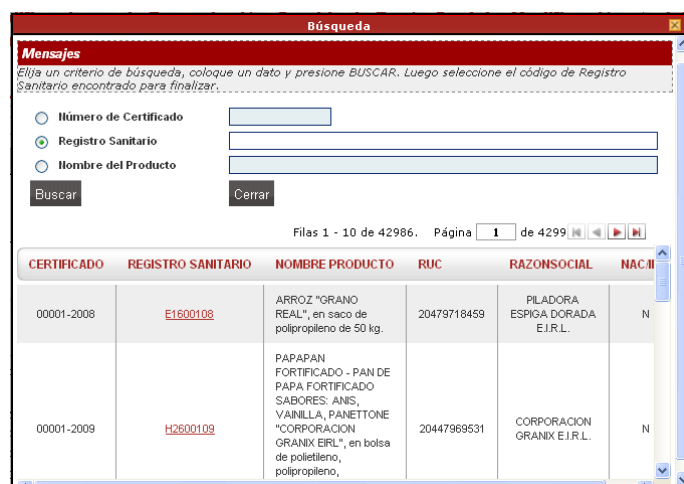 Búsqueda
Mensajes
Elija un criterio de búsqueda, coloque un dato y presione BUSCAR. Luego seleccione el código de Registro
Sanitario encontrado para finalizar.
Número de Certificado
Registro Sanitario
Nombre del Producto
Buscar
Cerrar
Filas 1 - 10 de 42986. Página 1 de 4299
CERTIFICADO REGISTRO SANITARIO NOMBRE PRODUCTO RUC RAZONSOCIAL NAC/I
00001-2008 E1600108 ARROZ "GRANO
REAL", en saco de
polipropileno de 50 kg.
20479718459
PILADORA
ESPIGA DORADA
E.I.R.L.
N
00001-2009 H2600109 PAPAPAN
FORTIFICADO - PAN DE
PAPA FORTIFICADO
SABORES: ANIS,
VAINILLA, PANETTONE
"CORPORACION
GRANIX EIRL", en bolsa
de polietileno,
polipropileno,
20447969531
CORPORACION
GRANIX E.I.R.L.
N